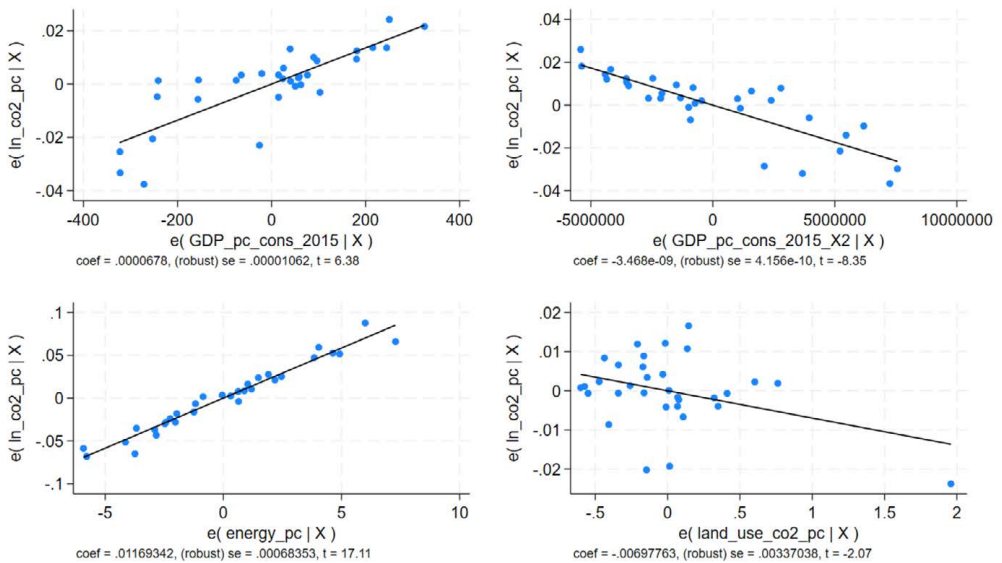 .02
0
-.02
-.04
e( ln_co2_pc | X )
-400 -200 0 200 400
e( GDP_pc_cons_2015 | X )
coef = .0000678, (robust) se = .00001062, t = 6.38
.04
.02
0
-.02
-.04
e( ln_co2_pc | X )
-5000000 0 5000000 10000000
e( GDP_pc_cons_2015_X2 | X )
coef = -3.468e-09, (robust) se = 4.156e-10, t = -8.35
.1
.05
0
-.05
-.1
e( ln_co2_pc | X )
-5 0 5 10
e( energy_pc | X )
coef = .01169342, (robust) se = .00068353, t = 17.11
.02
.01
0
-.01
-.02
e( ln_co2_pc | X )
-.5 0 .5 1 1.5 2
e( land_use_co2_pc | X )
coef = -.00697763, (robust) se = .00337038, t = -2.07